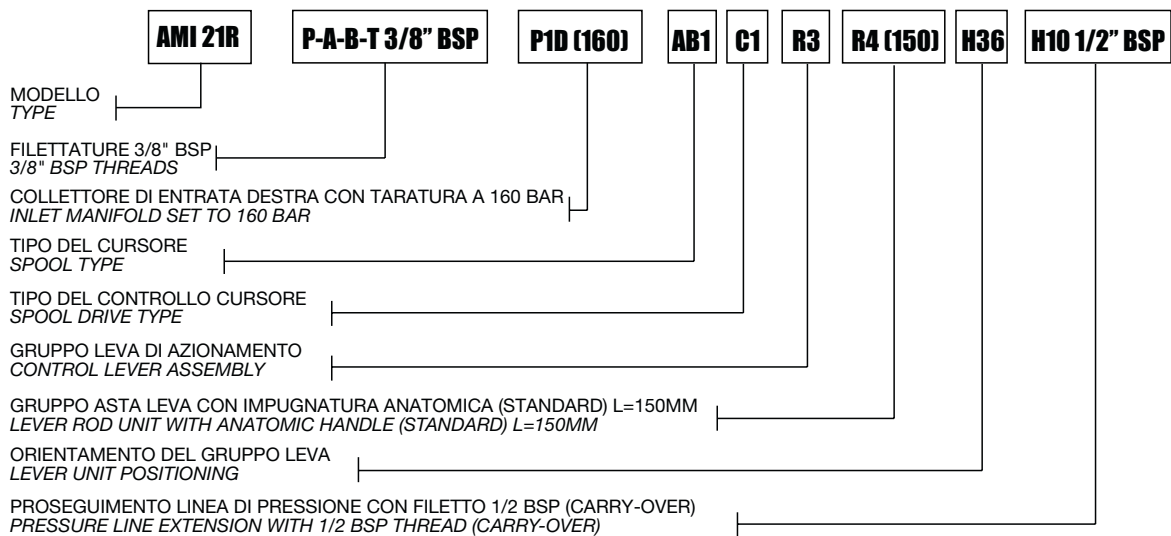 AMI 21R P-A-B-T 3/8” BSP P1D (160) AB1 C1 R3 R4 (150) H36 H10 1/2” BSP
MODELLO
TYPE
FILETTATURE 3/8" BSP
3/8" BSP THREADS
COLLETTORE DI ENTRATA DESTRA CON TARATURA A 160 BAR
INLET MANIFOLD SET TO 160 BAR
TIPO DEL CURSORE
SPOOL TYPE
TIPO DEL CONTROLLO CURSORE
SPOOL DRIVE TYPE
GRUPPO LEVA DI AZIONAMENTO
CONTROL LEVER ASSEMBLY
GRUPPO ASTA LEVA CON IMPUGNATURA ANATOMICA (STANDARD) L=150MM
LEVER ROD UNIT WITH ANATOMIC HANDLE (STANDARD) L=150MM
ORIENTAMENTO DEL GRUPPO LEVA
LEVER UNIT POSITIONING
PROSEGUIMENTO LINEA DI PRESSIONE CON FILETTO 1/2 BSP (CARRY-OVER)
PRESSURE LINE EXTENSION WITH 1/2 BSP THREAD (CARRY-OVER)